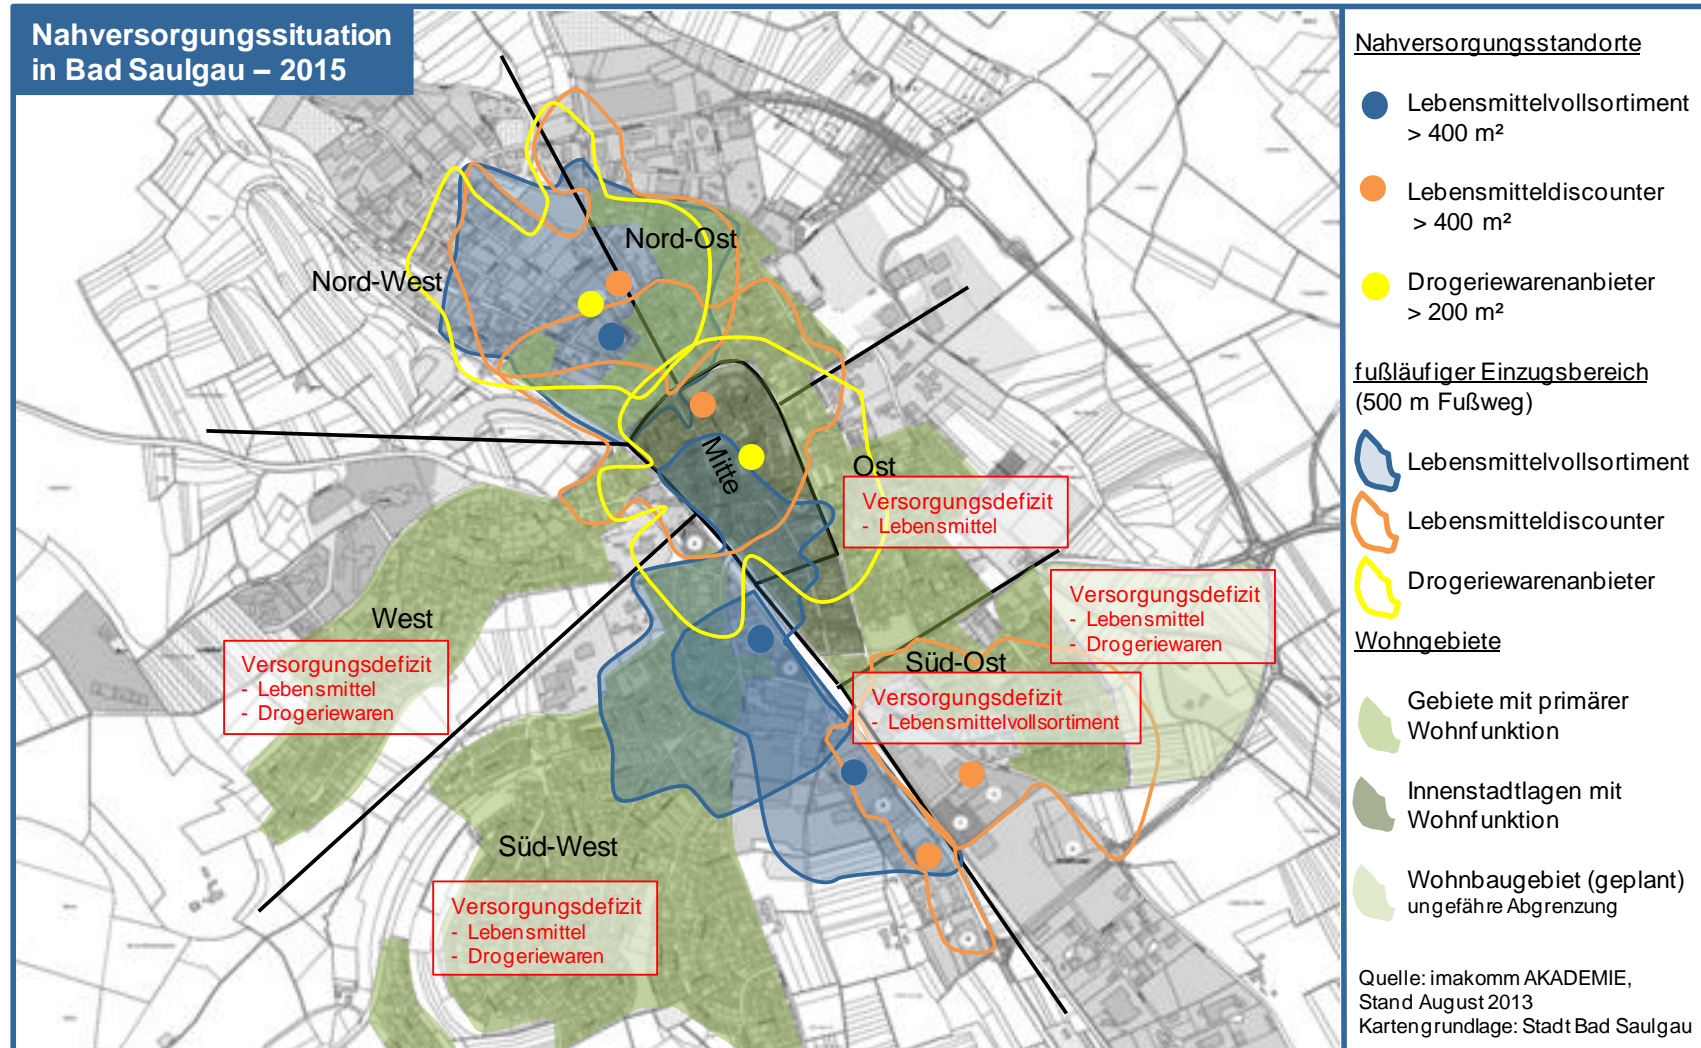 Nahversorgungssituation
in Bad Saulgau – 2015
Nord-Ost
Nord-West
Mitte
Ost
Versorgungsdefizit
- Lebensmittel
Versorgungsdefizit
- Lebensmittel
- Drogeriewaren
West
Versorgungsdefizit
- Lebensmittel
- Drogeriewaren
Süd-Ost
Versorgungsdefizit
- Lebensmittelvollsortiment
Süd-West
Versorgungsdefizit
- Lebensmittel
- Drogeriewaren
Nahversorgungsstandorte
Lebensmittelvollsortiment
> 400 m²
Lebensmitteldiscounter
> 400 m²
Drogeriewarenanbieter
> 200 m²
fußläufiger Einzugsbereich
(500 m Fußweg)
Lebensmittelvollsortiment
Lebensmitteldiscounter
Drogeriewarenanbieter
Wohngebiete
Gebiete mit primärer
Wohnfunktion
Innenstadtlagen mit
Wohnfunktion
Wohnbaugebiet (geplant)
ungefähre Abgrenzung
Quelle: imakomm AKADEMIE,
Stand August 2013
Kartengrundlage: Stadt Bad Saulgau